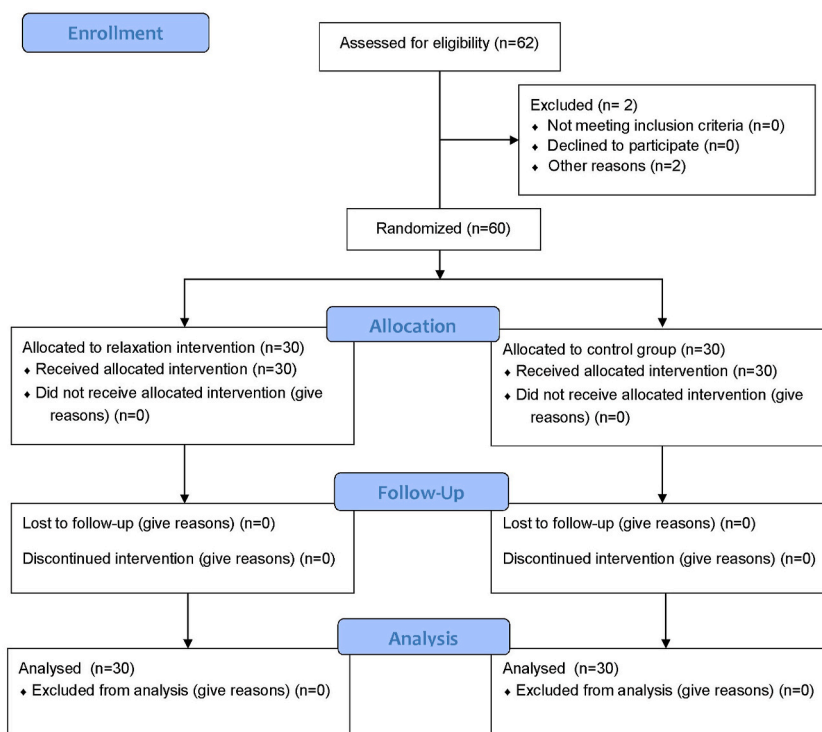 Enrollment
Assessed for eligibility (n=62)
Excluded (n= 2)
♦ Not meeting inclusion criteria (n=0)
♦ Declined to participate (n=0)
♦ Other reasons (n=2)
Randomized (n=60)
Allocation
Allocated to relaxation intervention (n=30)
♦ Received allocated intervention (n=30)
♦ Did not receive allocated intervention (give
reasons) (n=0)
Allocated to control group (n=30)
♦ Received allocated intervention (n=30)
♦ Did not receive allocated intervention (give
reasons) (n=0)
Follow-Up
Lost to follow-up (give reasons) (n=0)
Discontinued intervention (give reasons) (n=0)
Lost to follow-up (give reasons) (n=0)
Discontinued intervention (give reasons) (n=0)
Analysis
Analysed (n=30)
♦ Excluded from analysis (give reasons) (n=0)
Analysed (n=30)
♦ Excluded from analysis (give reasons) (n=0)